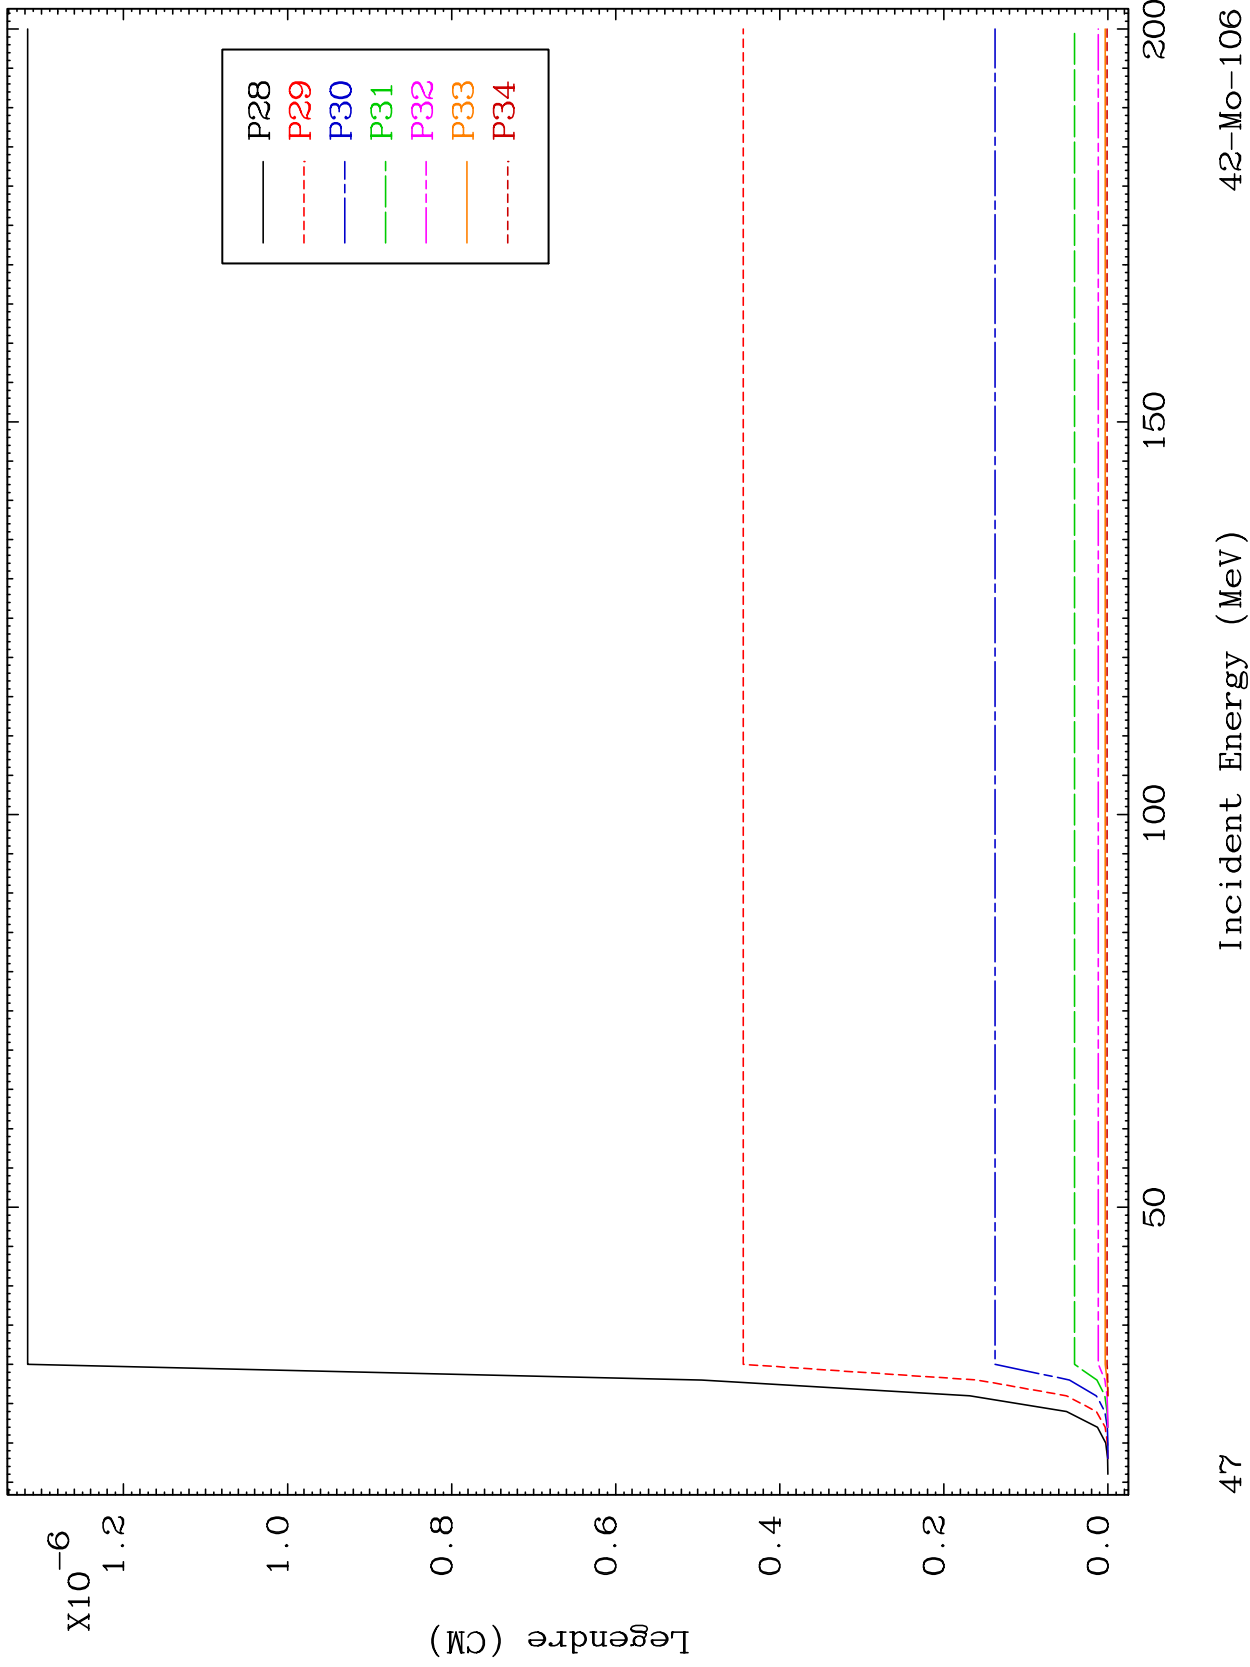 X10-6
1.2
1.0
0.8
0.6
0.4
0.2
0.0
Legendre (CM)
P28
P29
P30
P31
P32
P33
P34
50
100
150
200
Incident Energy (MeV)
47
42-Mo-106